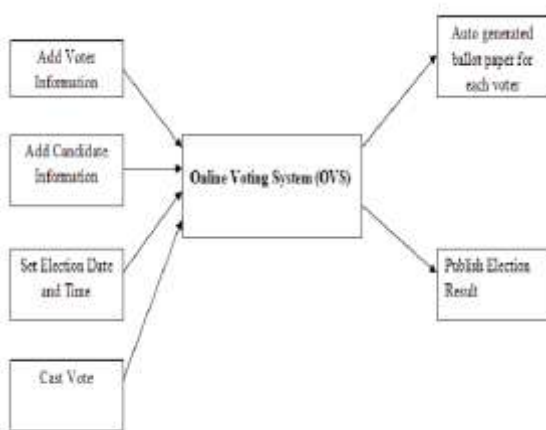 Add Voter
Information
Add Candidate
Information
Set Election Date
and Time
Cast Vote
Online Voting System (OVS)
Auto generated
ballot paper for
each voter
Publish Election
Result